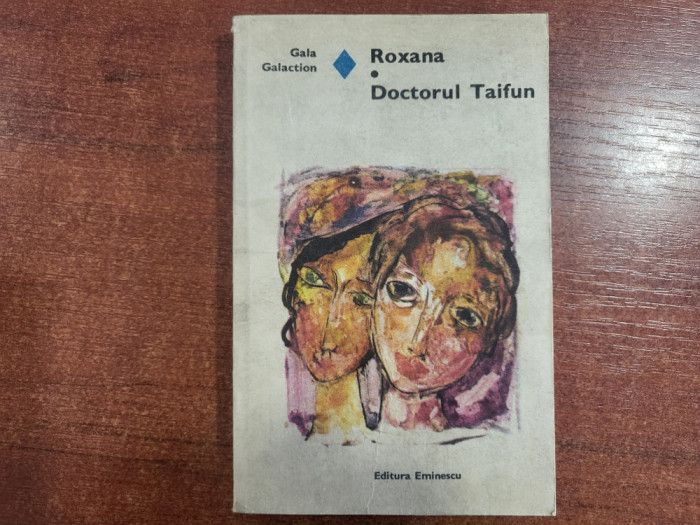 Gala
Galaction
Roxana
•
Doctorul Taifun
Editura Eminescu